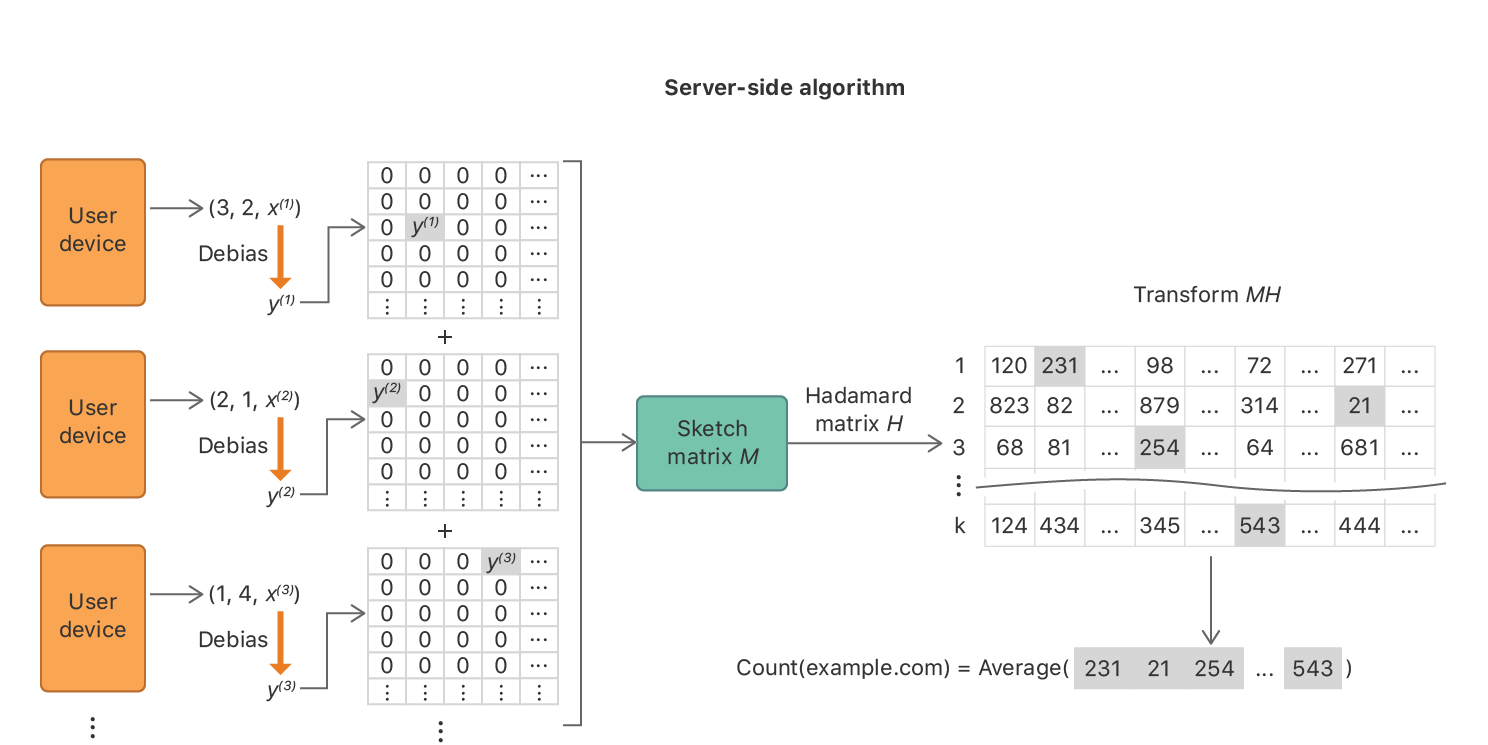 Server-side algorithm
User
device
(3, 2, x(1))
Debias
y(1)
0 0 0 0 ...
0 0 0 0 ...
0 y(1) 0 0 ...
0 0 0 0 ...
0 0 0 0 ...
⋮ ⋮ ⋮ ⋮ ⋮
+
User
device
(2, 1, x(2))
Debias
y(2)
0 0 0 0 ...
y(2) 0 0 0 ...
0 0 0 0 ...
0 0 0 0 ...
0 0 0 0 ...
⋮ ⋮ ⋮ ⋮ ⋮
+
User
device
(1, 4, x(3))
Debias
y(3)
0 0 0 y(3) ...
0 0 0 0 ...
0 0 0 0 ...
0 0 0 0 ...
0 0 0 0 ...
⋮ ⋮ ⋮ ⋮ ⋮
⋮
⋮
Sketch
matrix M
Hadamard
matrix H
Transform MH
1 120 231 ... 98 ... 72 ... 271 ...
2 823 82 ... 879 ... 314 ... 21 ...
3 68 81 ... 254 ... 64 ... 681 ...
⋮
k 124 434 ... 345 ... 543 ... 444 ...
Count(example.com) = Average( 231 21 254 ... 543 )